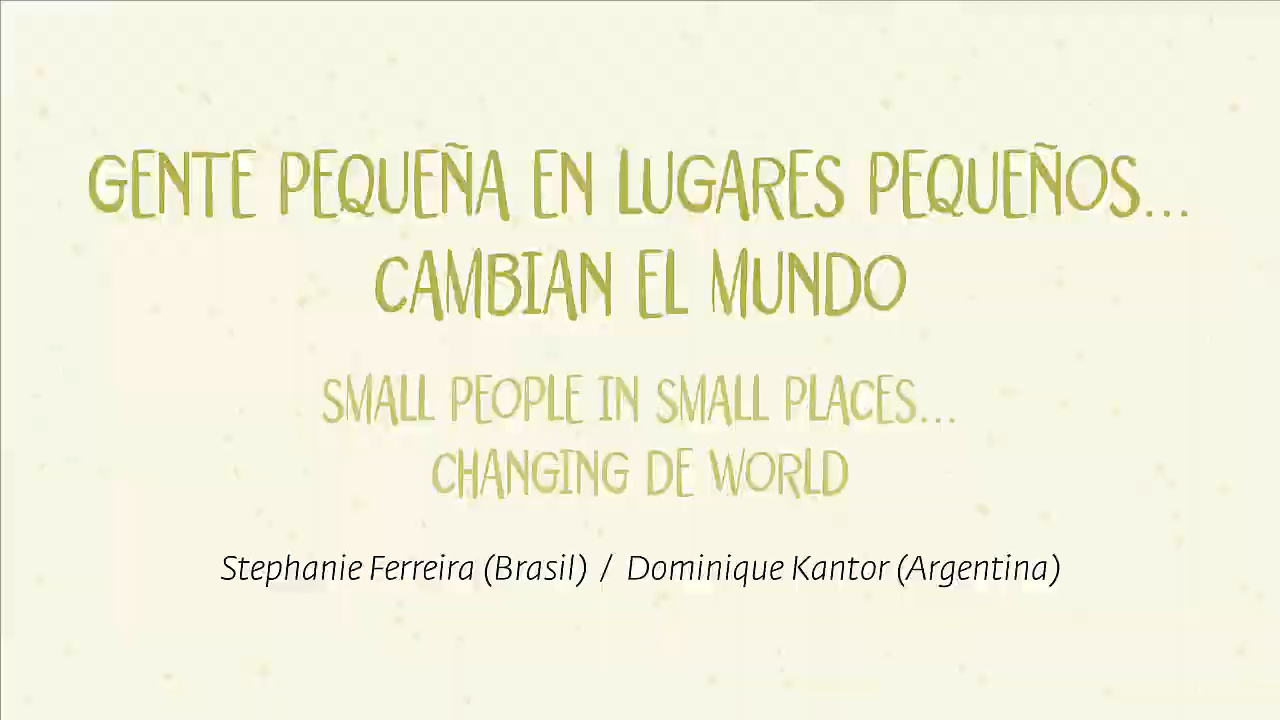 GENTE PEQUEÑA EN LUGARES PEQUEÑOS...
CAMBIAN EL MUNDO
SMALL PEOPLE IN SMALL PLACES...
CHANGING DE WORLD
Stephanie Ferreira (Brasil) / Dominique Kantor (Argentina)